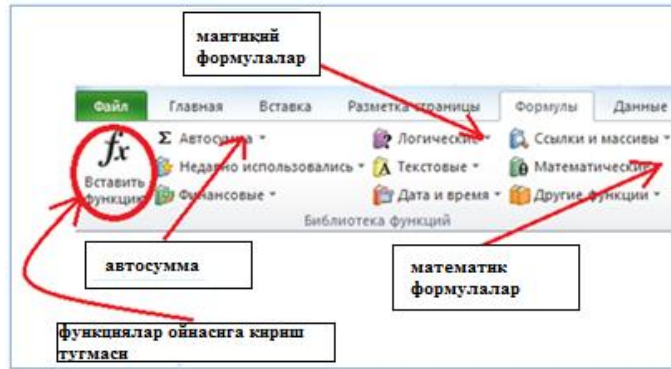 мантиқий
формулалар
Файл Главная Вставка Разметка страницы Формулы Данные
fx Σ Автосумма Логические Ссылки и массивы
Недавно использовались Текстовые Математические
Вставить функцию Финансовые Дата и время Другие функции
Библиотека функций
автосумма
математик
формулалар
функциялар ойнасига кириш
тугмаси